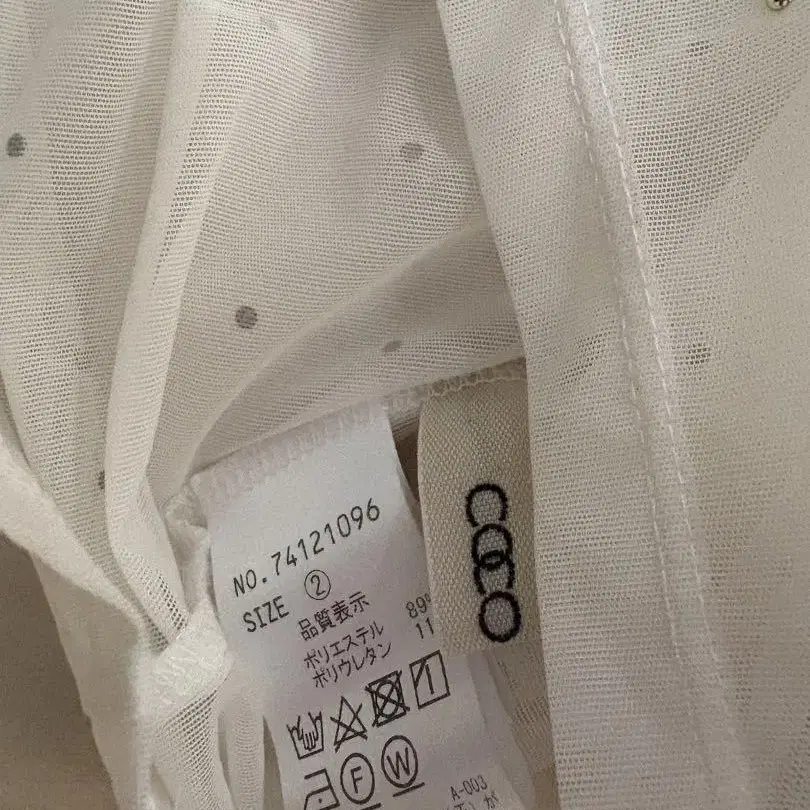 NO.74121096
SIZE ②
品質表示
ポリエステル 89%
ポリウレタン 11
F W
A-003
COCO